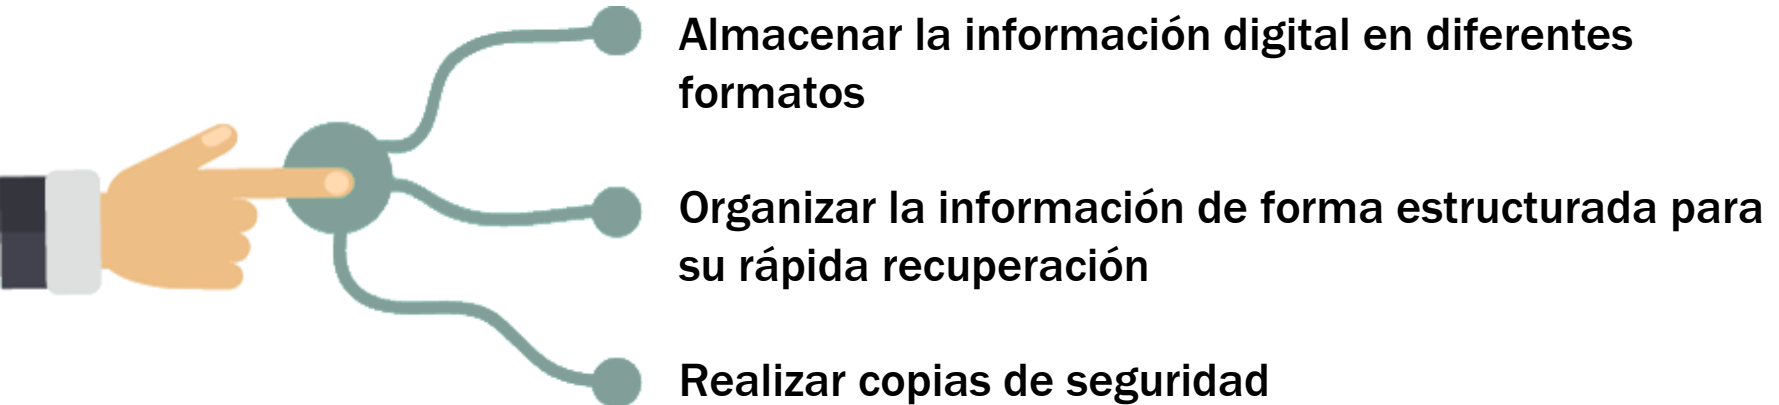 Almacenar la información digital en diferentes
formatos
Organizar la información de forma estructurada para
su rápida recuperación
Realizar copias de seguridad